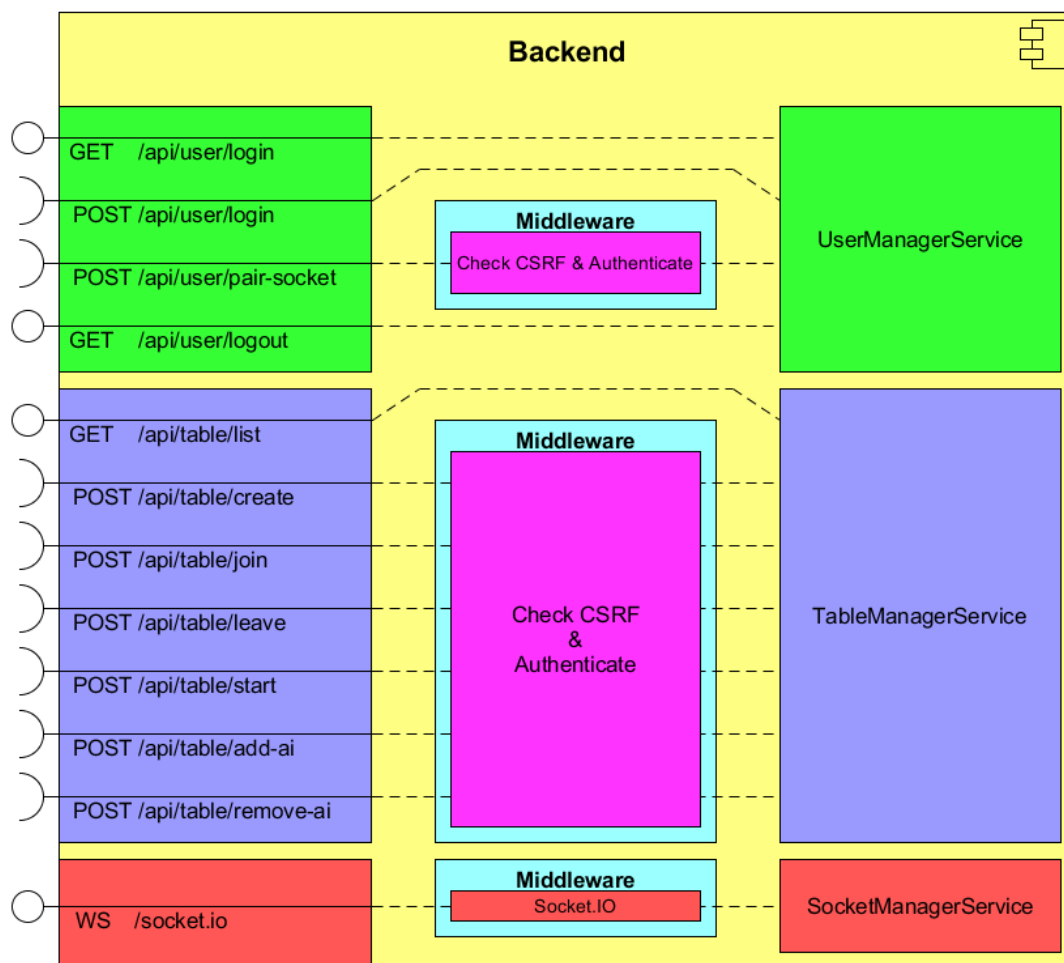 Backend
GET /api/user/login
POST /api/user/login
POST /api/user/pair-socket
GET /api/user/logout
Middleware
Check CSRF & Authenticate
UserManagerService
GET /api/table/list
POST /api/table/create
POST /api/table/join
POST /api/table/leave
POST /api/table/start
POST /api/table/add-ai
POST /api/table/remove-ai
Middleware
Check CSRF
&
Authenticate
TableManagerService
WS /socket.io
Middleware
Socket.IO
SocketManagerService